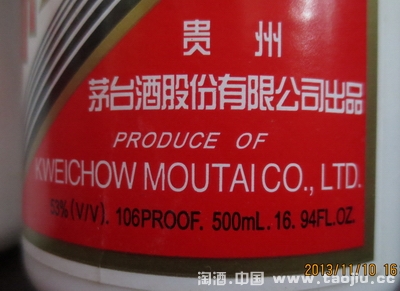 贵州
茅台酒股份有限公司出品
PRODUCE OF
KWEICHOW MOUTAI CO., LTD.
53% (V/V). 106PROOF. 500mL. 16. 94FL.OZ.
2013/11/10 16
淘酒.中国 www.taojiu.cc